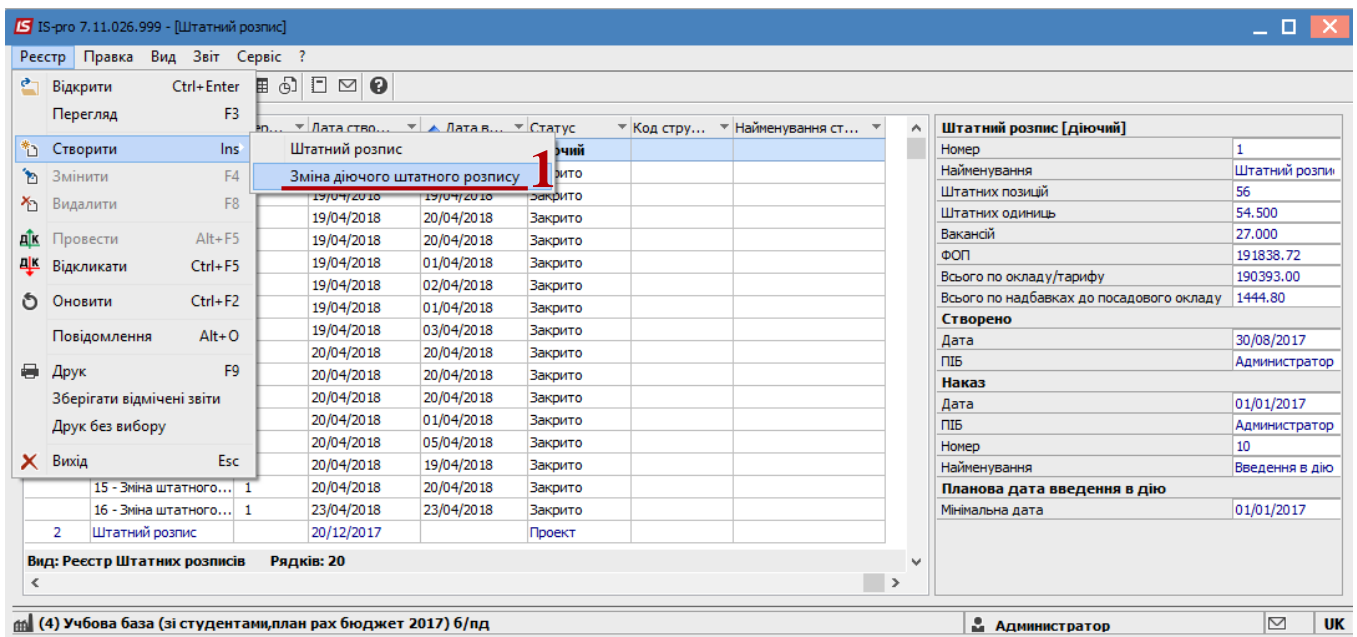 IS-pro 7.11.026.999 - [Штатний розпис]
Реєстр Правка Вид Звіт Сервіс ?
Відкрити Ctrl+Enter
Перегляд F3
Створити Ins
Змінити F4
Видалити F8
Провести Alt+F5
Відкликати Ctrl+F5
Оновити Ctrl+F2
Повідомлення Alt+O
Друк F9
Зберігати відмічені звіти
Друк без вибору
Вихід Esc
Штатний розпис
Зміна діючого штатного розпису 1
Дата ство... Дата в... Статус Код стру... Найменування ст...
19/04/2018 19/04/2018 Закрито
19/04/2018 20/04/2018 Закрито
19/04/2018 20/04/2018 Закрито
19/04/2018 01/04/2018 Закрито
19/04/2018 02/04/2018 Закрито
19/04/2018 01/04/2018 Закрито
19/04/2018 03/04/2018 Закрито
20/04/2018 20/04/2018 Закрито
20/04/2018 20/04/2018 Закрито
20/04/2018 20/04/2018 Закрито
20/04/2018 01/04/2018 Закрито
20/04/2018 05/04/2018 Закрито
20/04/2018 19/04/2018 Закрито
15 - Зміна штатного... 1 20/04/2018 20/04/2018 Закрито
16 - Зміна штатного... 1 23/04/2018 23/04/2018 Закрито
2 Штатний розпис 20/12/2017 Проект
Вид: Реєстр Штатних розписів Рядків: 20
Штатний розпис [діючий]
Номер 1
Найменування Штатний розпи
Штатних позицій 56
Штатних одиниць 54.500
Вакансій 27.000
ФОП 191838.72
Всього по окладу/тарифу 190393.00
Всього по надбавках до посадового окладу 1444.80
Створено
Дата 30/08/2017
ПІБ Администратор
Наказ
Дата 01/01/2017
ПІБ Администратор
Номер 10
Найменування Введення в дію
Планова дата введення в дію
Мінімальна дата 01/01/2017
(4) Учбова база (зі студентами,план рах бюджет 2017) б/пд Администратор UK